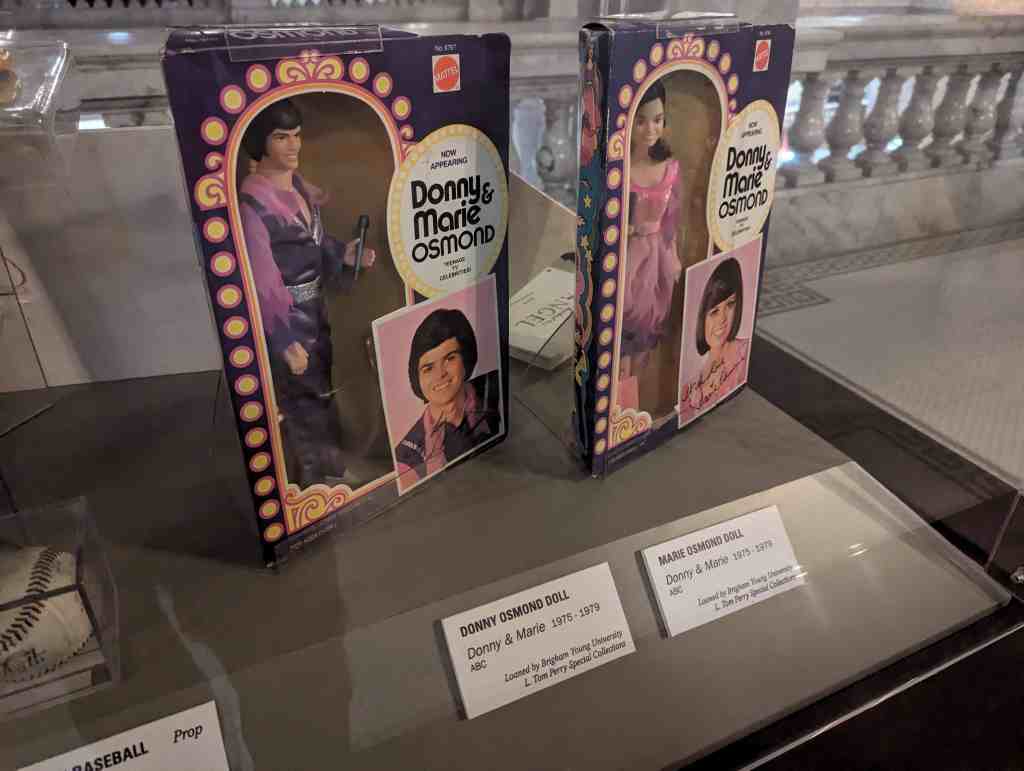 OSMOND
No. 9767
MATTEL
NOW
APPEARING
Donny &
Marie
OSMOND
TEENAGE
TV
CELEBRITIES!
MATTEL
NOW
APPEARING
Donny &
Marie
OSMOND
ANGEL
DONNY OSMOND DOLL
Donny & Marie 1975 - 1979
ABC
Loaned by Brigham Young University
L. Tom Perry Special Collections
MARIE OSMOND DOLL
Donny & Marie 1975 - 1979
ABC
Loaned by Brigham Young University
L. Tom Perry Special Collections
BASEBALL Prop